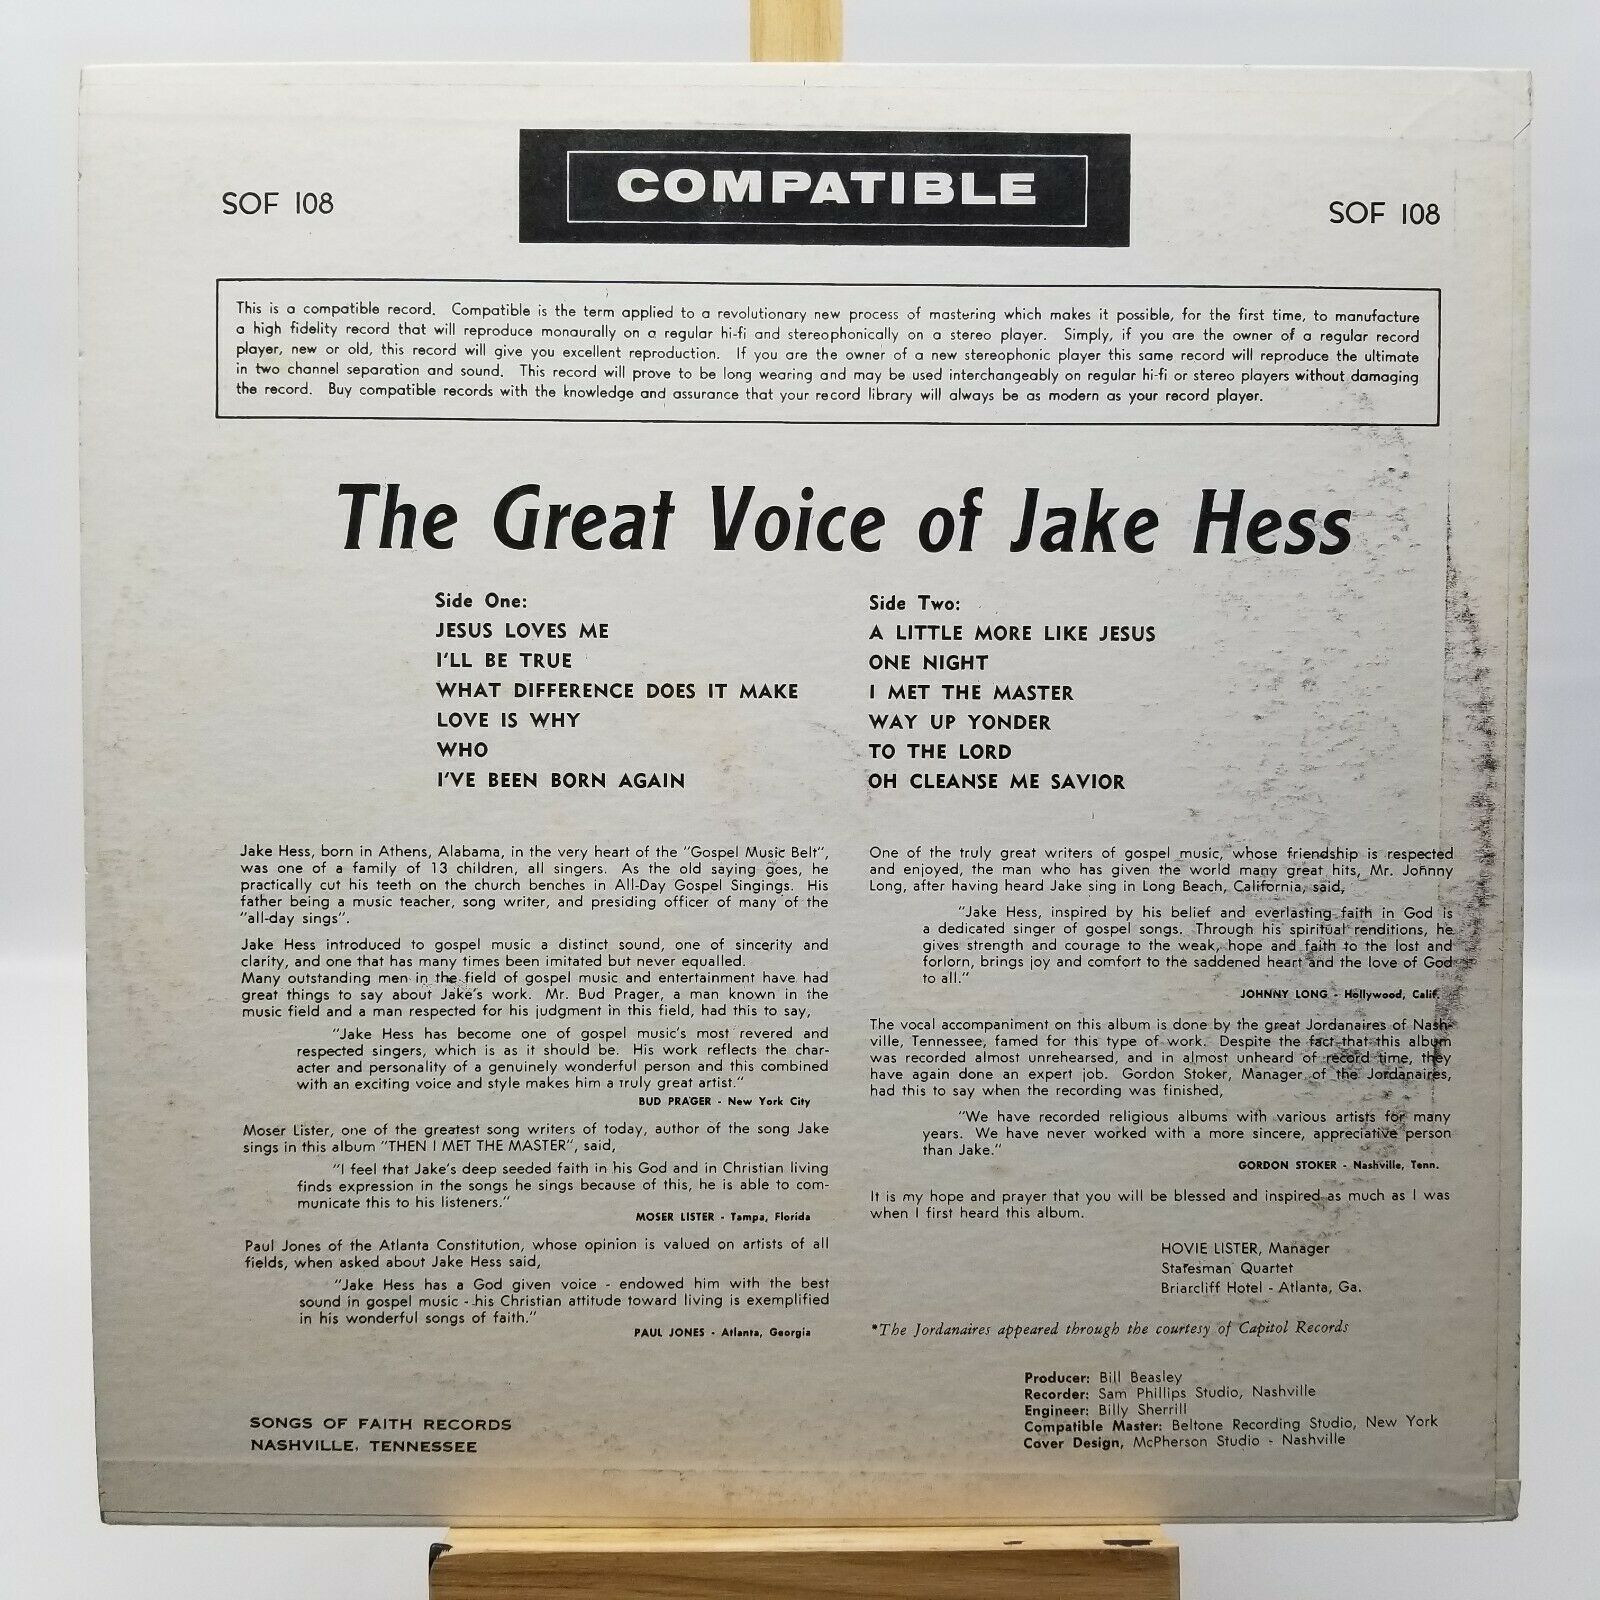 COMPATIBLE
SOF 108
SOF 108
This is a compatible record. Compatible is the term applied to a revolutionary new process of mastering which makes it possible, for the first time, to manufacture
a high fidelity record that will reproduce monaurally on a regular hi-fi and stereophonically on a stereo player. Simply, if you are the owner of a regular record
player, new or old, this record will give you excellent reproduction. If you are the owner of a new stereophonic player this same record will reproduce the ultimate
in two channel separation and sound. This record will prove to be long wearing and may be used interchangeably on regular hi-fi or stereo players without damaging
the record. Buy compatible records with the knowledge and assurance that your record library will always be as modern as your record player.
The Great Voice of Jake Hess
Side One:
JESUS LOVES ME
I'LL BE TRUE
WHAT DIFFERENCE DOES IT MAKE
LOVE IS WHY
WHO
I'VE BEEN BORN AGAIN
Side Two:
A LITTLE MORE LIKE JESUS
ONE NIGHT
I MET THE MASTER
WAY UP YONDER
TO THE LORD
OH CLEANSE ME SAVIOR
Jake Hess, born in Athens, Alabama, in the very heart of the "Gospel Music Belt",
was one of a family of 13 children, all singers. As the old saying goes, he
practically cut his teeth on the church benches in All-Day Gospel Singings. His
father being a music teacher, song writer, and presiding officer of many of the
"all-day sings".
Jake Hess introduced to gospel music a distinct sound, one of sincerity and
clarity, and one that has many times been imitated but never equalled.
Many outstanding men in the field of gospel music and entertainment have had
great things to say about Jake's work. Mr. Bud Prager, a man known in the
music field and a man respected for his judgment in this field, had this to say,
"Jake Hess has become one of gospel music's most revered and
respected singers, which is as it should be. His work reflects the char-
acter and personality of a genuinely wonderful person and this combined
with an exciting voice and style makes him a truly great artist."
BUD PRAGER - New York City
Moser Lister, one of the greatest song writers of today, author of the song Jake
sings in this album "THEN I MET THE MASTER", said,
"I feel that Jake's deep seeded faith in his God and in Christian living
finds expression in the songs he sings because of this, he is able to com-
municate this to his listeners."
MOSER LISTER - Tampa, Florida
Paul Jones of the Atlanta Constitution, whose opinion is valued on artists of all
fields, when asked about Jake Hess said,
"Jake Hess has a God given voice - endowed him with the best
sound in gospel music - his Christian attitude toward living is exemplified
in his wonderful songs of faith."
PAUL JONES - Atlanta, Georgia
SONGS OF FAITH RECORDS
NASHVILLE, TENNESSEE
One of the truly great writers of gospel music, whose friendship is respected
and enjoyed, the man who has given the world many great hits, Mr. Johnny
Long, after having heard Jake sing in Long Beach, California, said,
"Jake Hess, inspired by his belief and everlasting faith in God is
a dedicated singer of gospel songs. Through his spiritual renditions, he
gives strength and courage to the weak, hope and faith to the lost and
forlorn, brings joy and comfort to the saddened heart and the love of God
to all."
JOHNNY LONG - Hollywood, Calif.
The vocal accompaniment on this album is done by the great Jordanaires of Nash-
ville, Tennessee, famed for this type of work. Despite the fact that this album
was recorded almost unrehearsed, and in almost unheard of record time, they
have again done an expert job. Gordon Stoker, Manager of the Jordanaires,
had this to say when the recording was finished,
"We have recorded religious albums with various artists for many
years. We have never worked with a more sincere, appreciative person
than Jake."
GORDON STOKER - Nashville, Tenn.
It is my hope and prayer that you will be blessed and inspired as much as I was
when I first heard this album.
HOVIE LISTER, Manager
Statesman Quartet
Briarcliff Hotel - Atlanta, Ga.
*The Jordanaires appeared through the courtesy of Capitol Records
Producer: Bill Beasley
Recorder: Sam Phillips Studio, Nashville
Engineer: Billy Sherrill
Compatible Master: Beltone Recording Studio, New York
Cover Design, McPherson Studio - Nashville